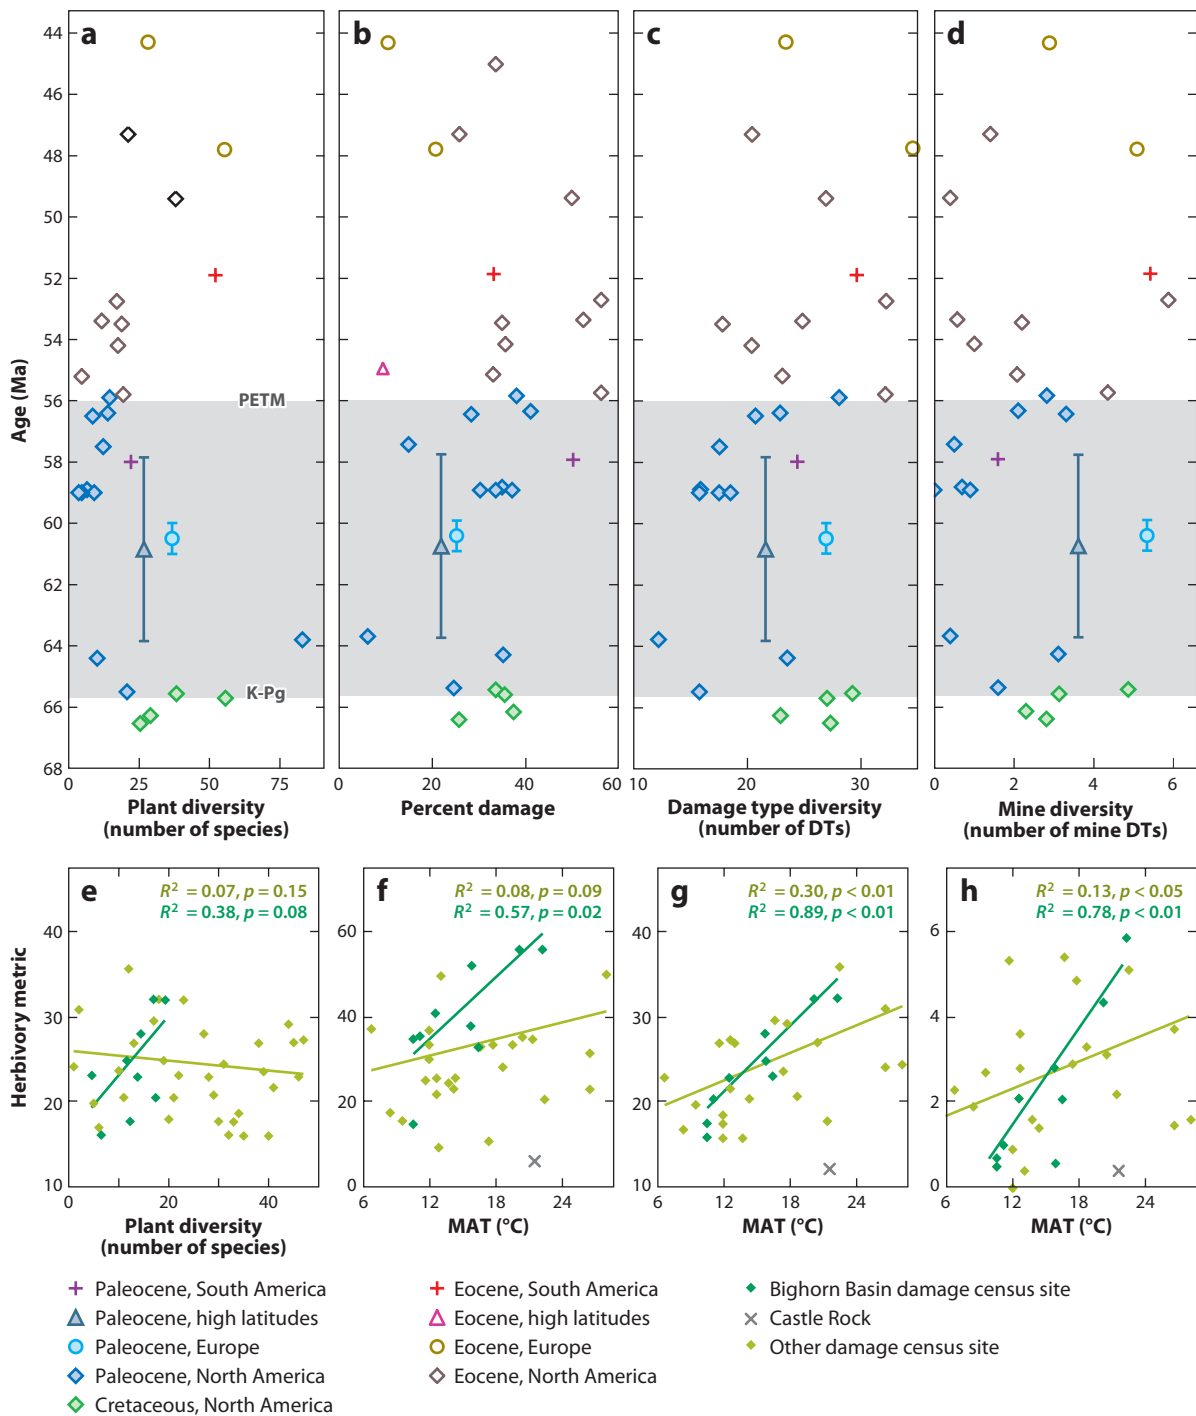 a
b
c
d
44
46
48
50
52
54
56
58
60
62
64
66
68
Age (Ma)
PETM
K-Pg
0 25 50 75
0 20 40 60
10 20 30
0 2 4 6
Plant diversity
(number of species)
Percent damage
Damage type diversity
(number of DTs)
Mine diversity
(number of mine DTs)
e
R² = 0.07, p = 0.15
R² = 0.38, p = 0.08
f
R² = 0.08, p = 0.09
R² = 0.57, p = 0.02
g
R² = 0.30, p < 0.01
R² = 0.89, p < 0.01
h
R² = 0.13, p < 0.05
R² = 0.78, p < 0.01
Herbivory metric
40
30
20
10
60
40
20
0
40
30
20
10
6
4
2
0
0 20 40
6 12 18 24
6 12 18 24
6 12 18 24
Plant diversity
(number of species)
MAT (°C)
MAT (°C)
MAT (°C)
Paleocene, South America
Paleocene, high latitudes
Paleocene, Europe
Paleocene, North America
Cretaceous, North America
Eocene, South America
Eocene, high latitudes
Eocene, Europe
Eocene, North America
Bighorn Basin damage census site
Castle Rock
Other damage census site